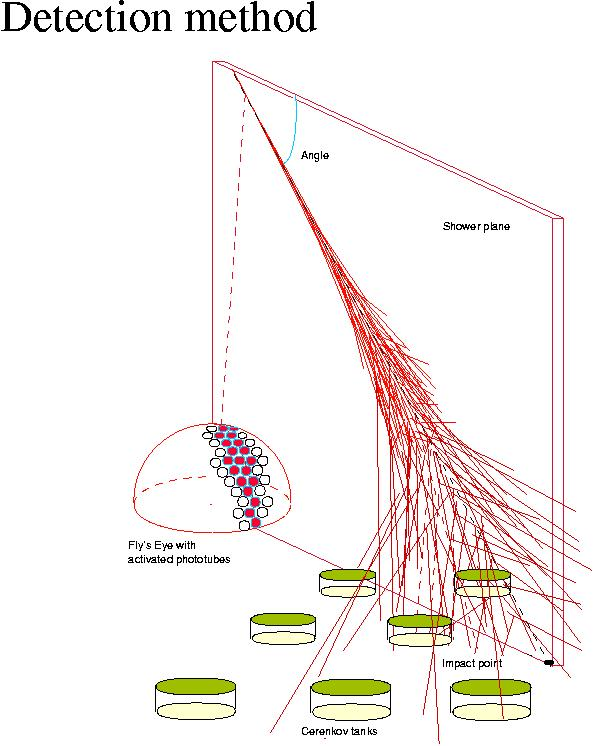 Detection method
Angle
Shower plane
Fly's Eye with
activated phototubes
Impact point
Cerenkov tanks